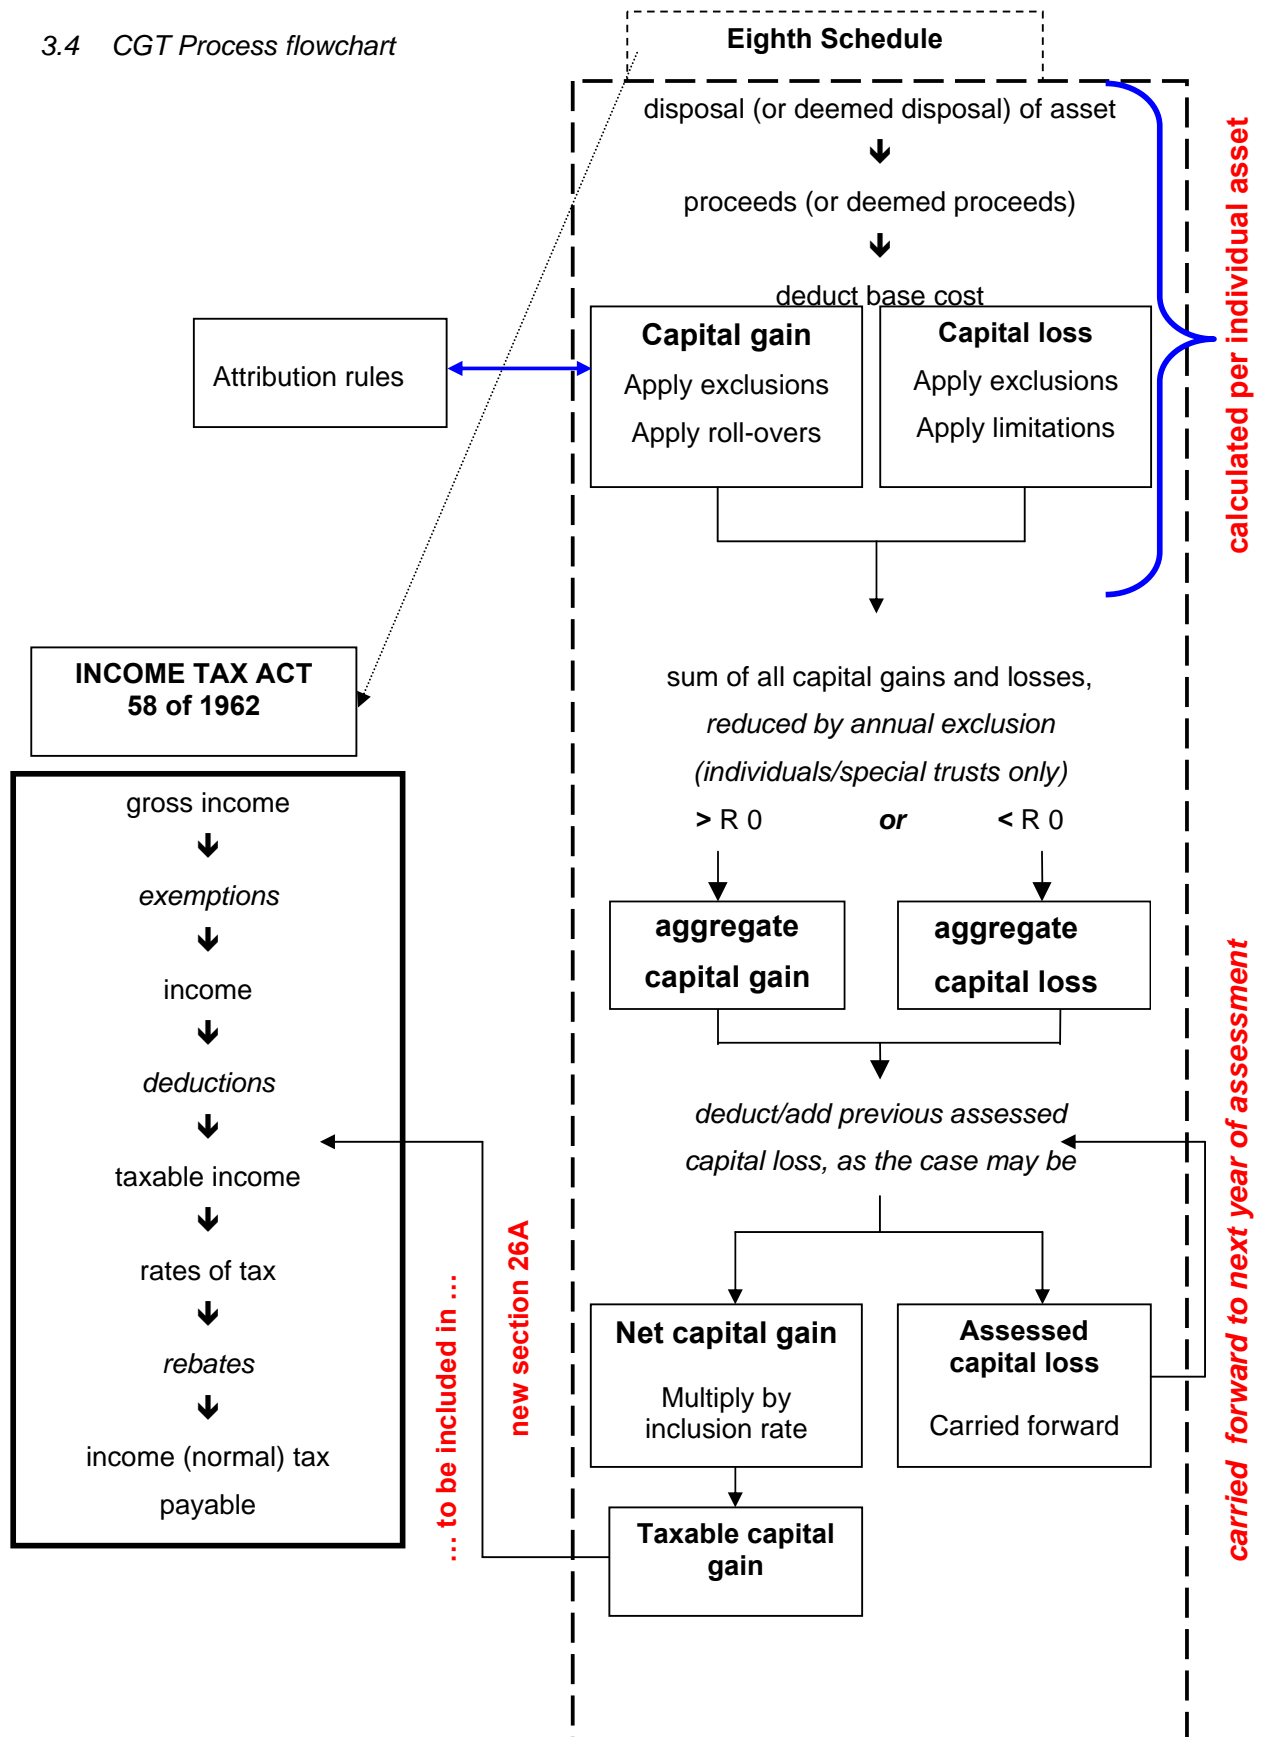 3.4 CGT Process flowchart
Eighth Schedule
disposal (or deemed disposal) of asset
proceeds (or deemed proceeds)
deduct base cost
Capital gain
Apply exclusions
Apply roll-overs
Capital loss
Apply exclusions
Apply limitations
calculated per individual asset
Attribution rules
sum of all capital gains and losses,
reduced by annual exclusion
(individuals/special trusts only)
> R 0 or < R 0
aggregate
capital gain
aggregate
capital loss
deduct/add previous assessed
capital loss, as the case may be
carried forward to next year of assessment
Net capital gain
Multiply by
inclusion rate
Assessed
capital loss
Carried forward
Taxable capital
gain
… to be included in …
new section 26A
INCOME TAX ACT
58 of 1962
gross income
exemptions
income
deductions
taxable income
rates of tax
rebates
income (normal) tax
payable